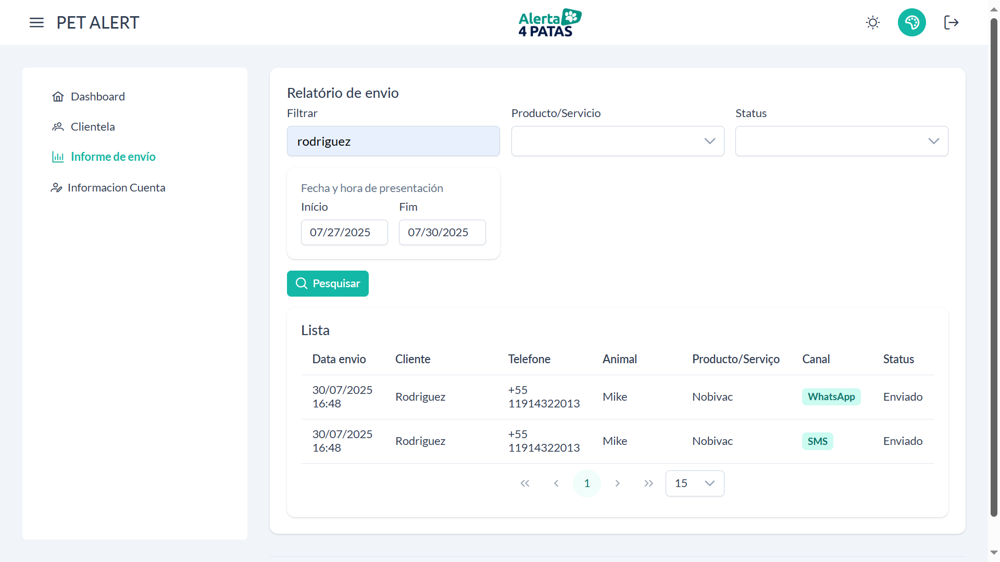 PET ALERT
Alerta
4 PATAS
Dashboard
Clientela
Informe de envío
Informacion Cuenta
Relatório de envio
Filtrar
Producto/Servicio
Status
rodriguez
Fecha y hora de presentación
Início
Fim
07/27/2025
07/30/2025
Pesquisar
Lista
Data envio
Cliente
Telefone
Animal
Producto/Serviço
Canal
Status
30/07/2025
16:48
Rodriguez
+55
11914322013
Mike
Nobivac
WhatsApp
Enviado
30/07/2025
16:48
Rodriguez
+55
11914322013
Mike
Nobivac
SMS
Enviado
1
15